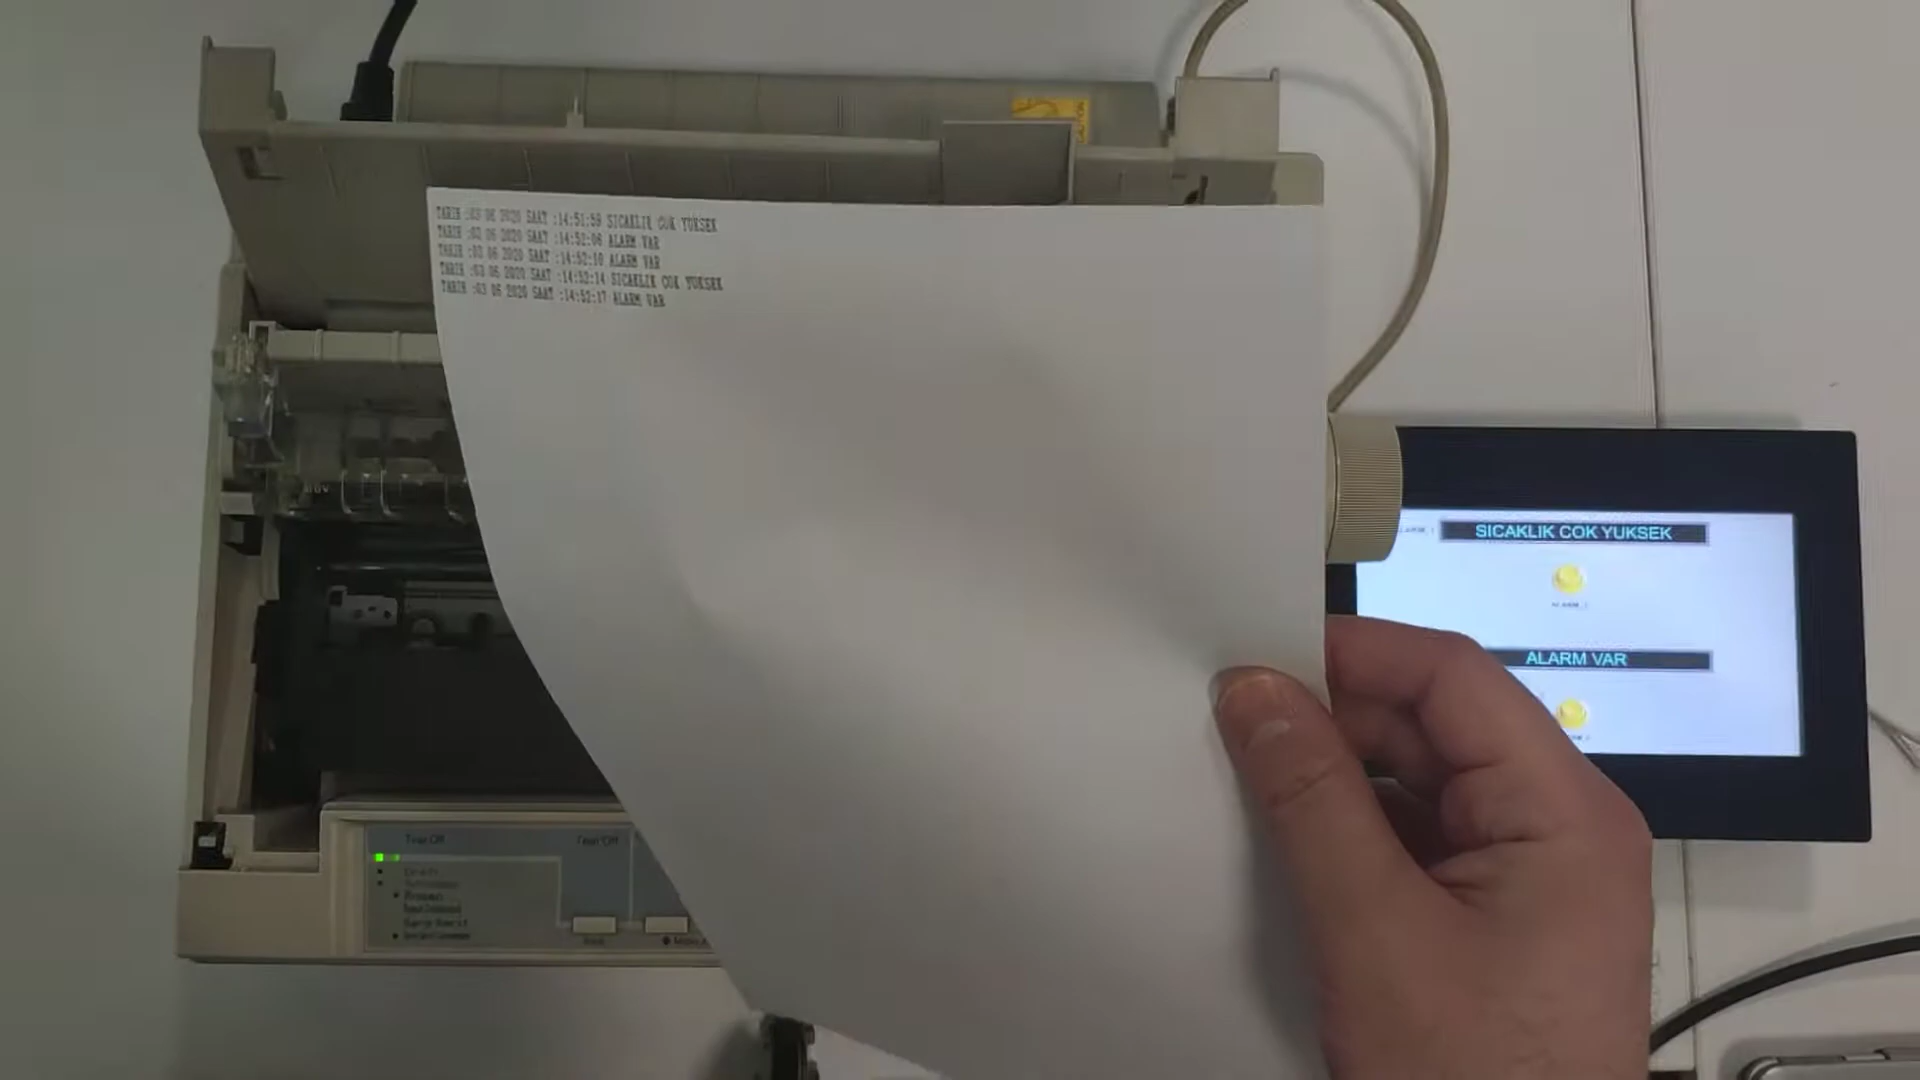 TARIH :03 06 2020 SAAT :14:51:59 SICAKLIK COK YUKSEK
TARIH :03 06 2020 SAAT :14:52:06 ALARM VAR
TARIH :03 06 2020 SAAT :14:52:10 ALARM VAR
TARIH :03 06 2020 SAAT :14:52:14 SICAKLIK COK YUKSEK
TARIH :03 06 2020 SAAT :14:52:17 ALARM VAR
SICAKLIK COK YUKSEK
ALARM VAR
Tear Off
Tear Off